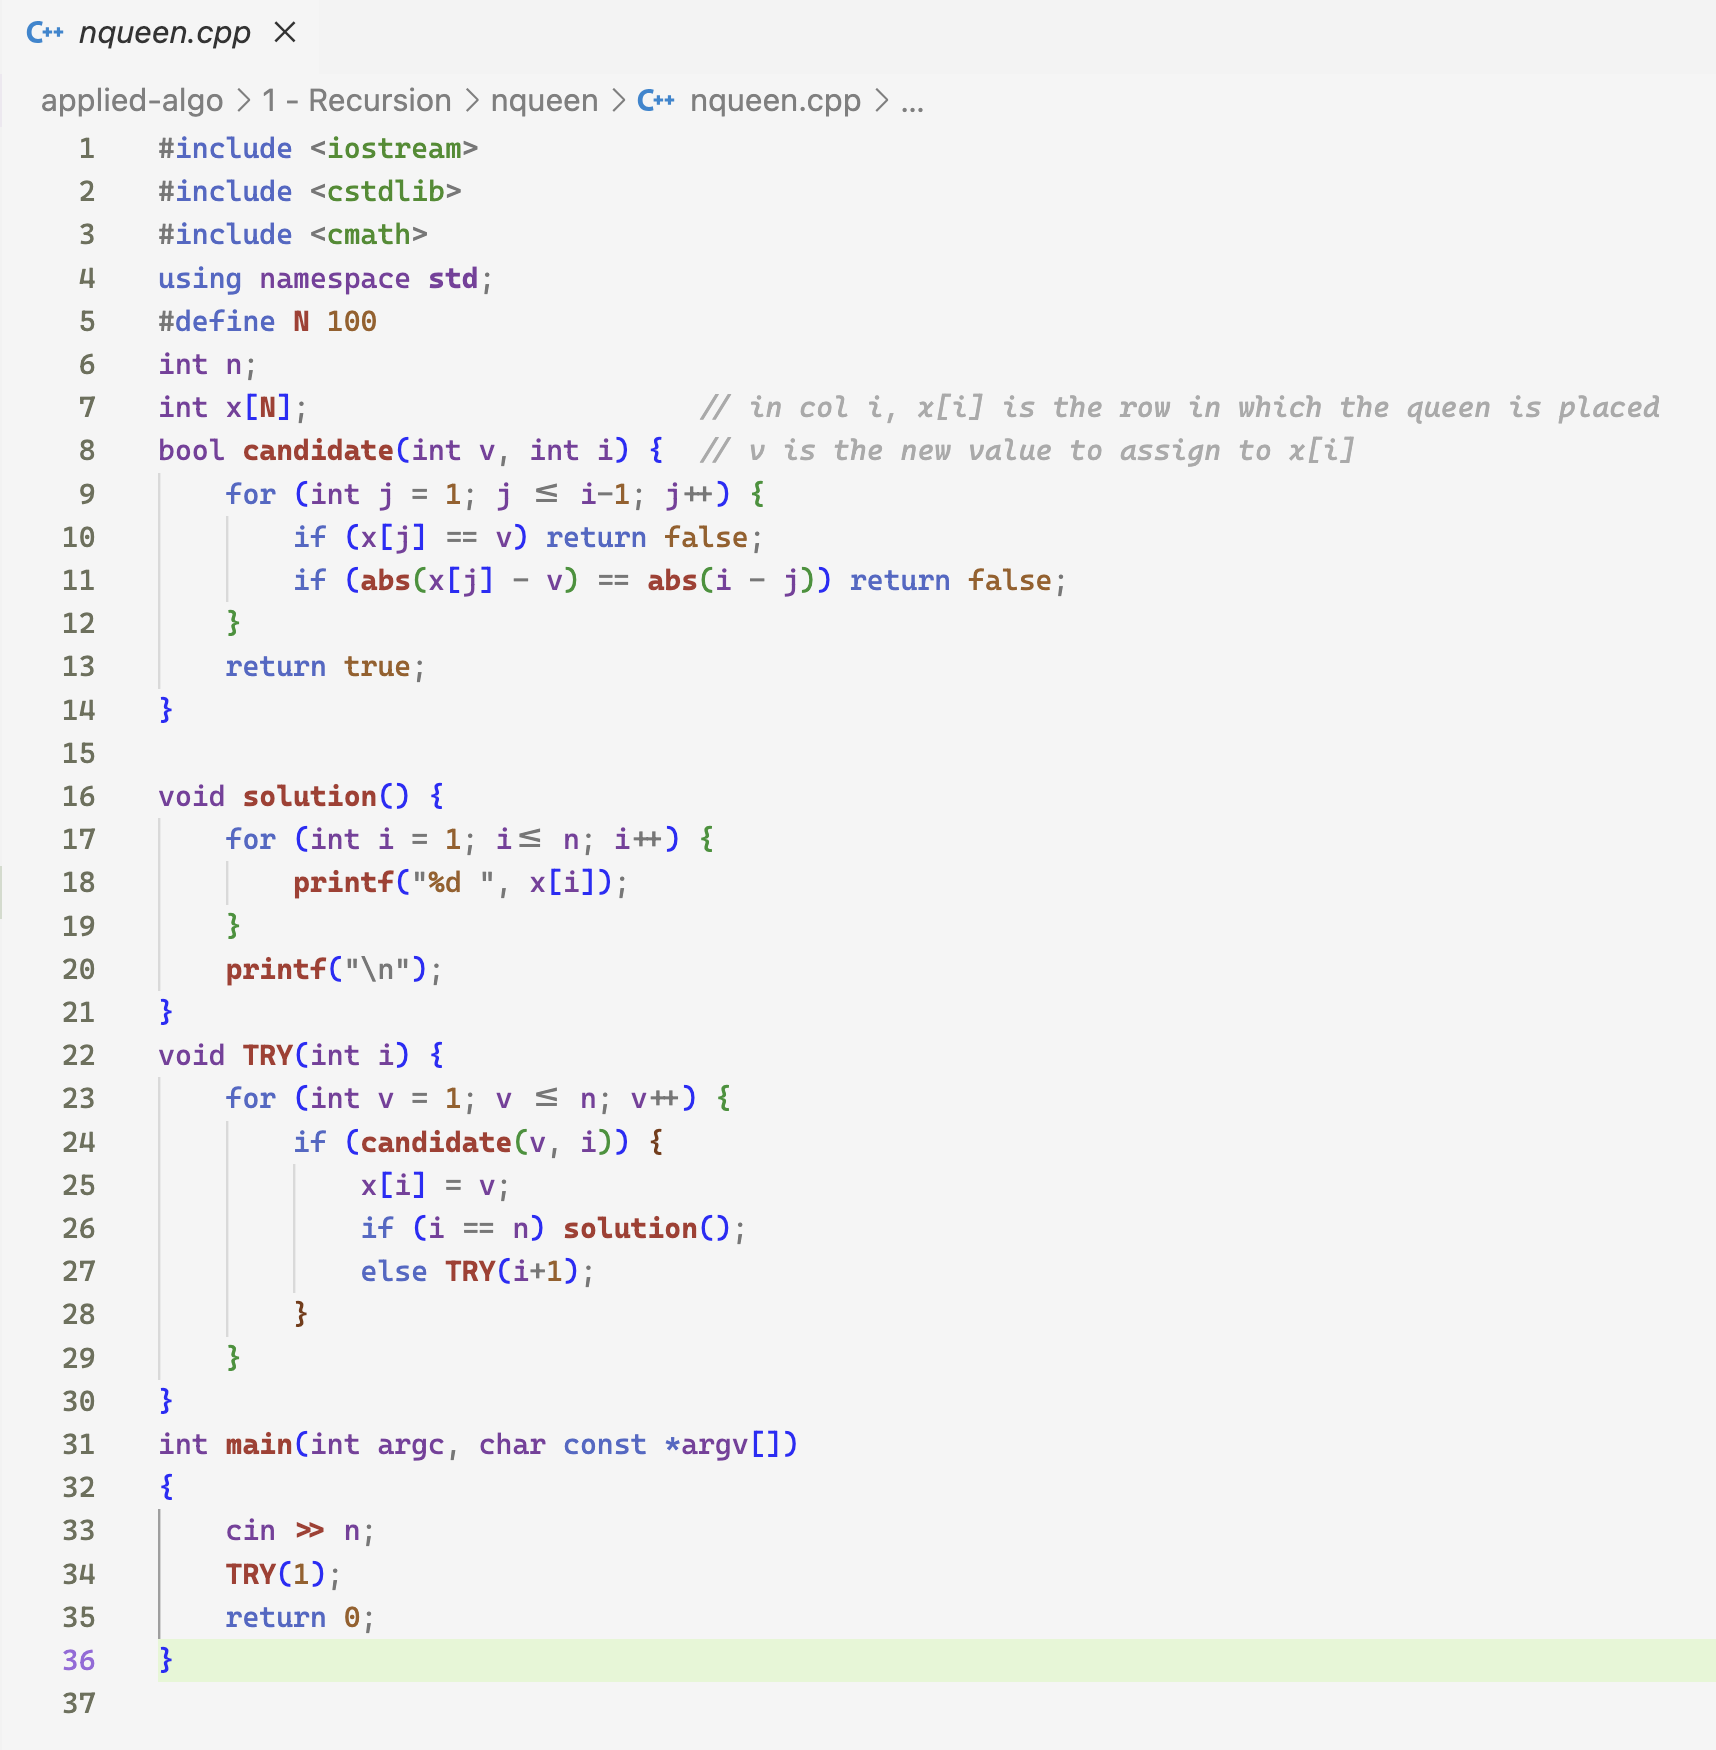 C++ nqueen.cpp ×
applied-algo > 1 - Recursion > nqueen > C++ nqueen.cpp > ...
1 #include <iostream>
2 #include <cstdlib>
3 #include <cmath>
4 using namespace std;
5 #define N 100
6 int n;
7 int x[N]; // in col i, x[i] is the row in which the queen is placed
8 bool candidate(int v, int i) { // v is the new value to assign to x[i]
9 for (int j = 1; j <= i-1; j++) {
10 if (x[j] == v) return false;
11 if (abs(x[j] - v) == abs(i - j)) return false;
12 }
13 return true;
14 }
15
16 void solution() {
17 for (int i = 1; i<= n; i++) {
18 printf("%d ", x[i]);
19 }
20 printf("\n");
21 }
22 void TRY(int i) {
23 for (int v = 1; v <= n; v++) {
24 if (candidate(v, i)) {
25 x[i] = v;
26 if (i == n) solution();
27 else TRY(i+1);
28 }
29 }
30 }
31 int main(int argc, char const *argv[])
32 {
33 cin >> n;
34 TRY(1);
35 return 0;
36 }
37